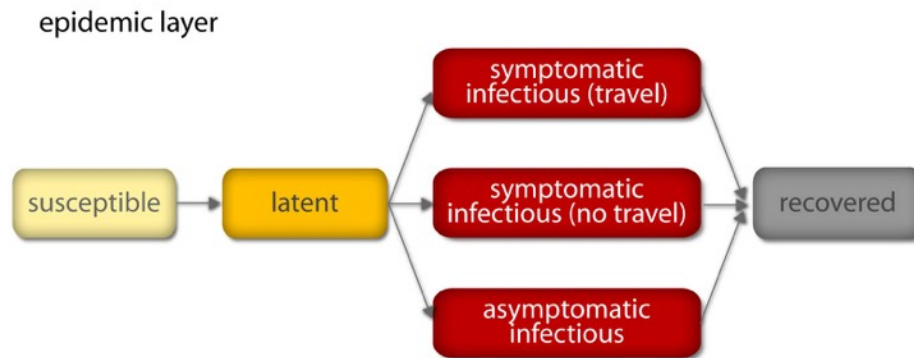 epidemic layer
symptomatic
infectious (travel)
susceptible
latent
symptomatic
infectious (no travel)
recovered
asymptomatic
infectious